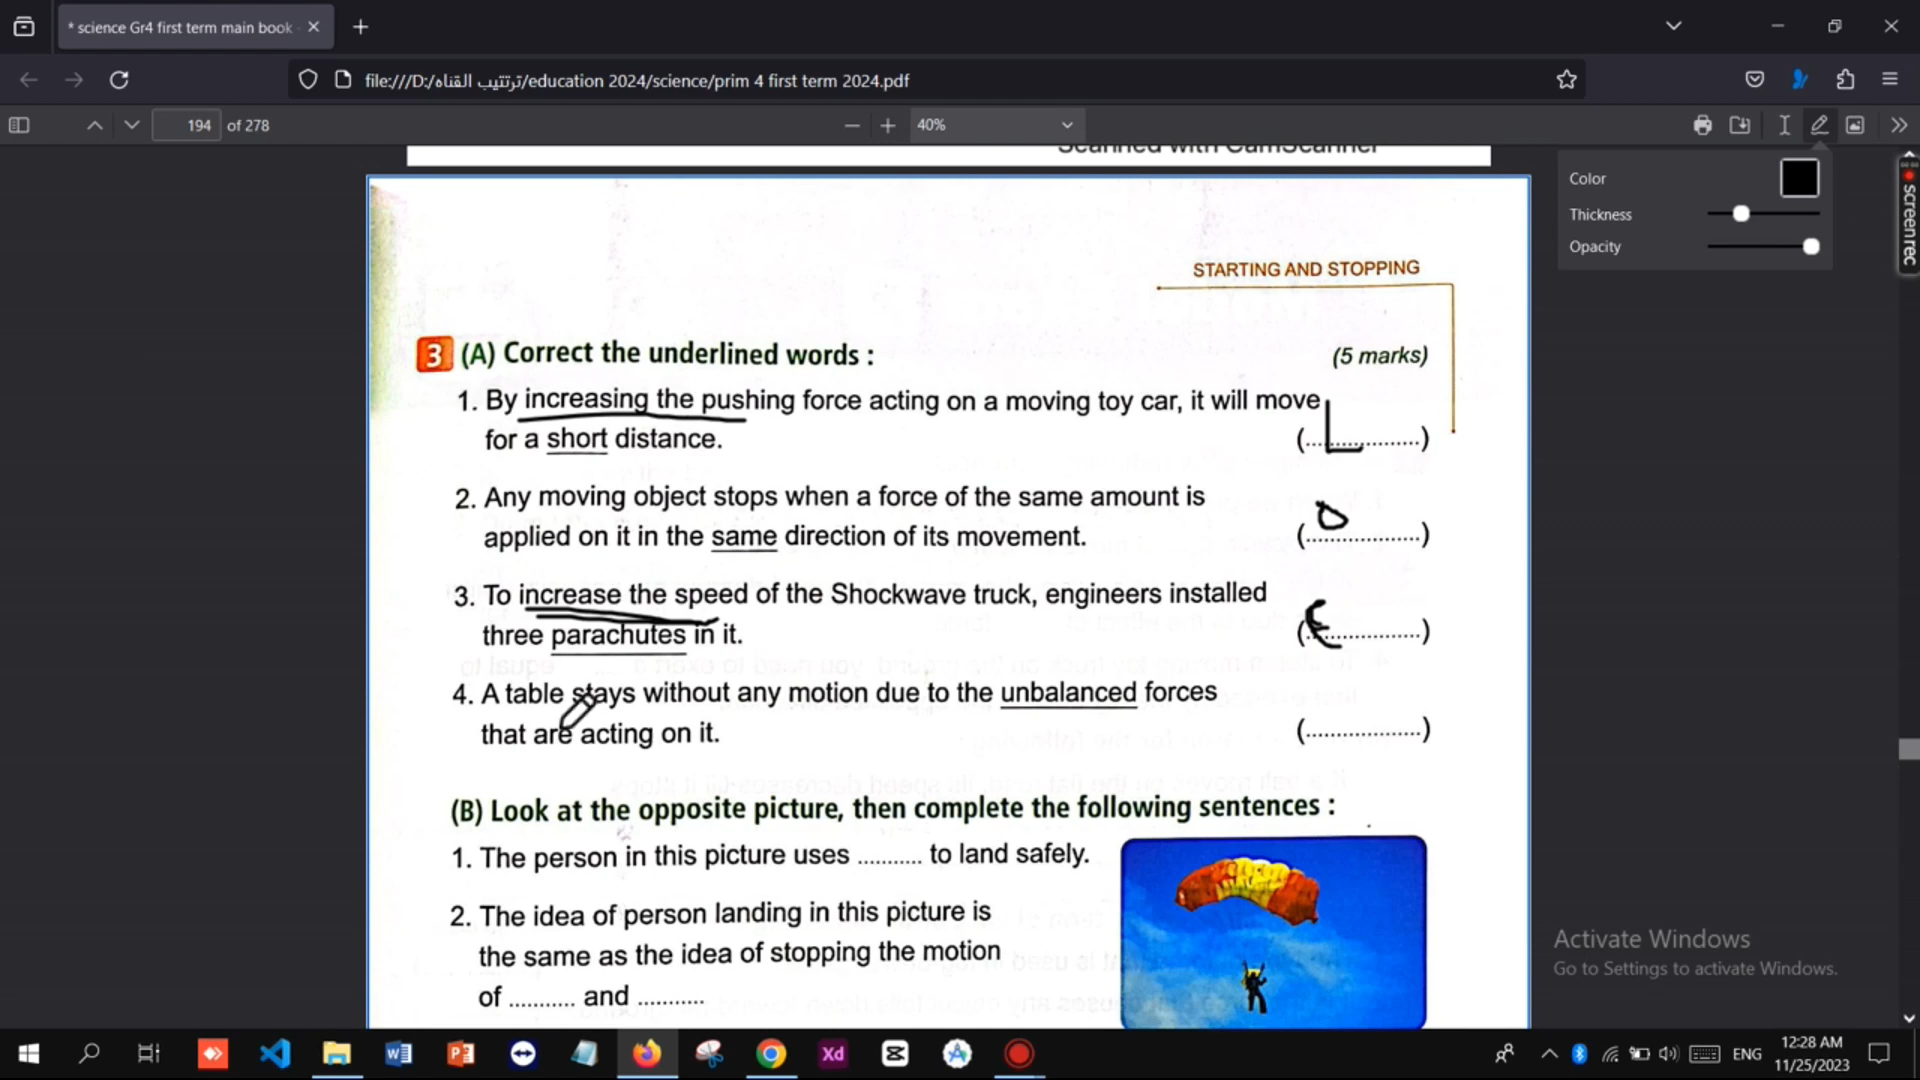 * science Gr4 first term main book
file:///D:/ترتتيب القناه/education 2024/science/prim 4 first term 2024.pdf
194 of 278
40%
Scanned with CamScanner
Color
Thickness
Opacity
screenrec
STARTING AND STOPPING
3 (A) Correct the underlined words :
(5 marks)
1. By increasing the pushing force acting on a moving toy car, it will move
for a short distance. (..................) L
2. Any moving object stops when a force of the same amount is
applied on it in the same direction of its movement. (..................)
3. To increase the speed of the Shockwave truck, engineers installed
three parachutes in it. (..................)
4. A table stays without any motion due to the unbalanced forces
that are acting on it. (..................)
(B) Look at the opposite picture, then complete the following sentences :
1. The person in this picture uses .......... to land safely.
2. The idea of person landing in this picture is
the same as the idea of stopping the motion
of .......... and ..........
Activate Windows
Go to Settings to activate Windows.
Xd
ENG
12:28 AM
11/25/2023